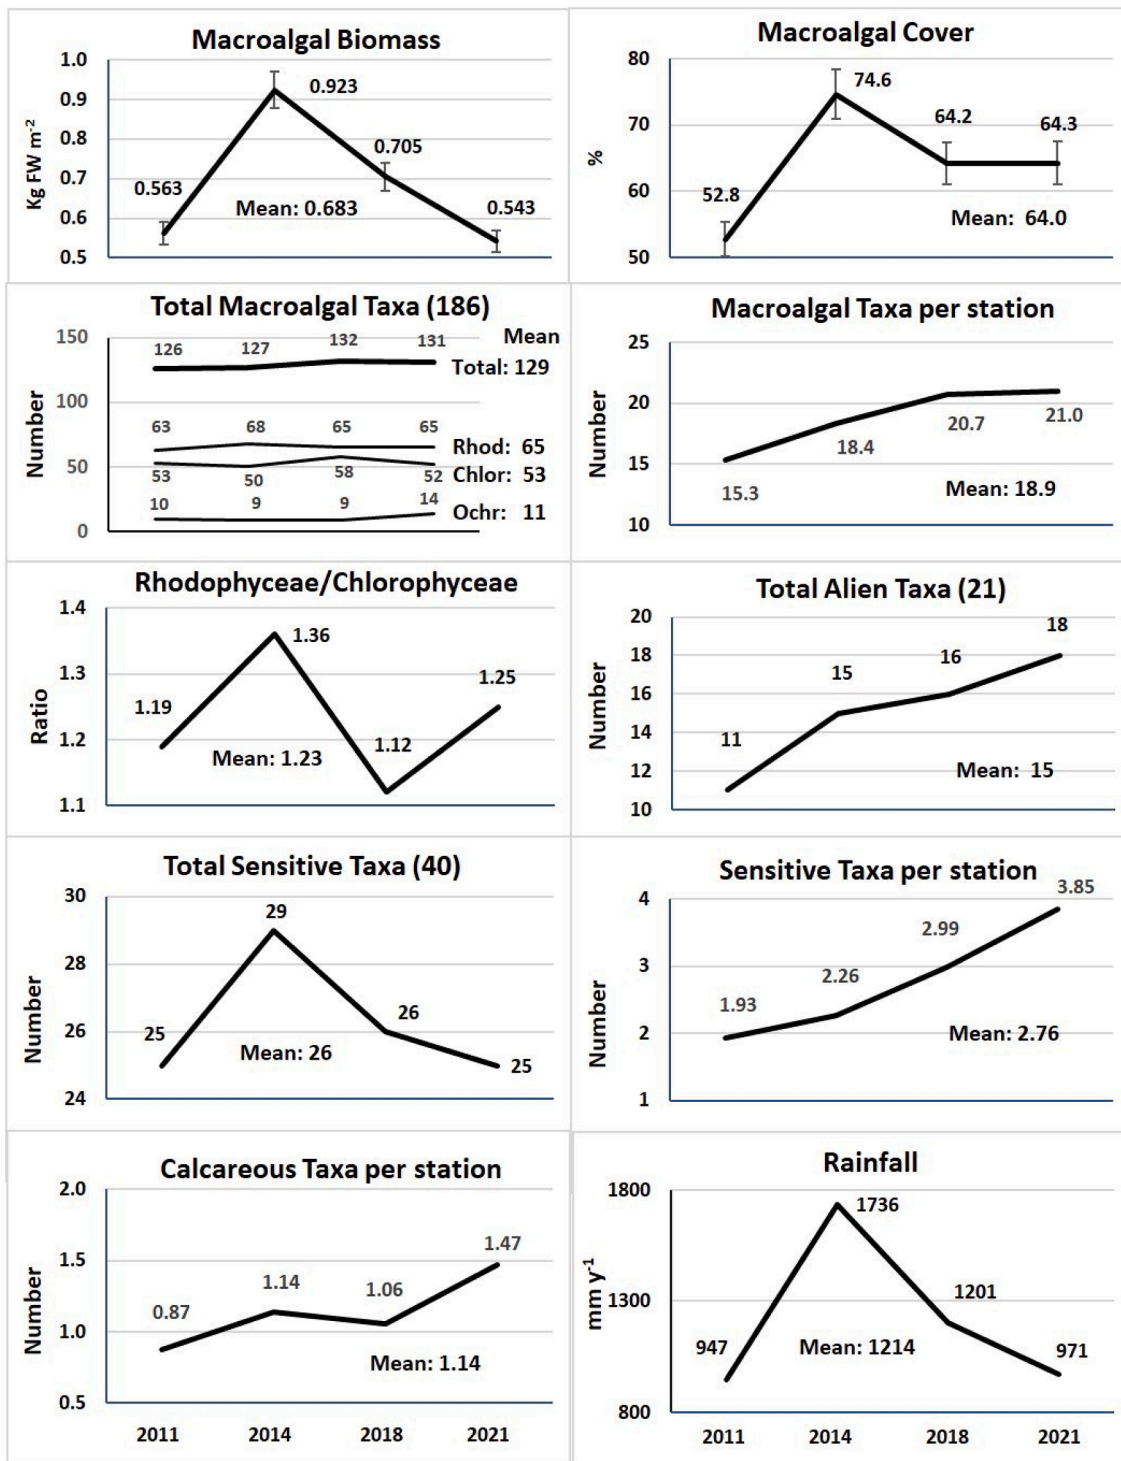 Macroalgal Biomass
Kg FW m⁻²
1.0
0.9
0.8
0.7
0.6
0.5
0.563
0.923
0.705
0.543
Mean: 0.683
Macroalgal Cover
%
80
70
60
50
52.8
74.6
64.2
64.3
Mean: 64.0
Total Macroalgal Taxa (186)
Number
150
100
50
0
Mean
126 127 132 131
Total: 129
63 68 65 65
Rhod: 65
53 50 58 52
Chlor: 53
10 9 9 14
Ochr: 11
Macroalgal Taxa per station
Number
25
20
15
10
15.3
18.4
20.7
21.0
Mean: 18.9
Rhodophyceae/Chlorophyceae
Ratio
1.4
1.3
1.2
1.1
1.19
1.36
1.12
1.25
Mean: 1.23
Total Alien Taxa (21)
Number
20
18
16
14
12
10
11
15
16
18
Mean: 15
Total Sensitive Taxa (40)
Number
30
28
26
24
25
29
26
25
Mean: 26
Sensitive Taxa per station
Number
4
3
2
1
1.93
2.26
2.99
3.85
Mean: 2.76
Calcareous Taxa per station
Number
2.0
1.5
1.0
0.5
0.87
1.14
1.06
1.47
Mean: 1.14
2011 2014 2018 2021
Rainfall
mm y⁻¹
1800
1300
800
947
1736
1201
971
Mean: 1214
2011 2014 2018 2021